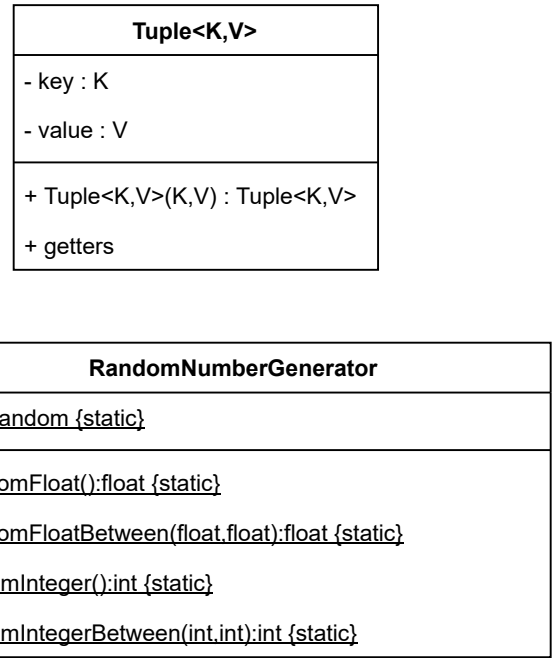 Tuple<K,V>
- key : K
- value : V
+ Tuple<K,V>(K,V) : Tuple<K,V>
+ getters
RandomNumberGenerator
andom {static}
omFloat():float {static}
omFloatBetween(float,float):float {static}
mInteger():int {static}
mIntegerBetween(int,int):int {static}